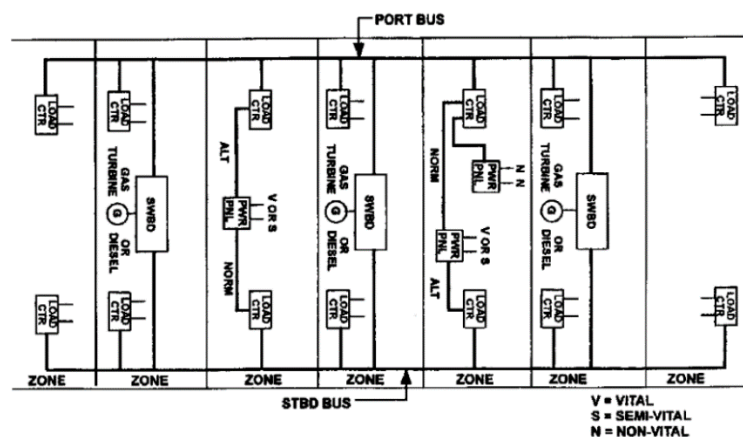 PORT BUS
LOAD CTR
LOAD CTR
LOAD CTR
LOAD CTR
LOAD CTR
LOAD CTR
LOAD CTR
GAS TURBINE
G
OR DIESEL
SWBD
ALT
PWR PNL
V OR S
NORM
GAS TURBINE
G
OR DIESEL
SWBD
NORM
PWR PNL
N
N
PWR PNL
V OR S
ALT
GAS TURBINE
G
OR DIESEL
SWBD
LOAD CTR
LOAD CTR
LOAD CTR
LOAD CTR
LOAD CTR
LOAD CTR
LOAD CTR
ZONE
ZONE
ZONE
ZONE
ZONE
ZONE
ZONE
STBD BUS
V = VITAL
S = SEMI-VITAL
N = NON-VITAL